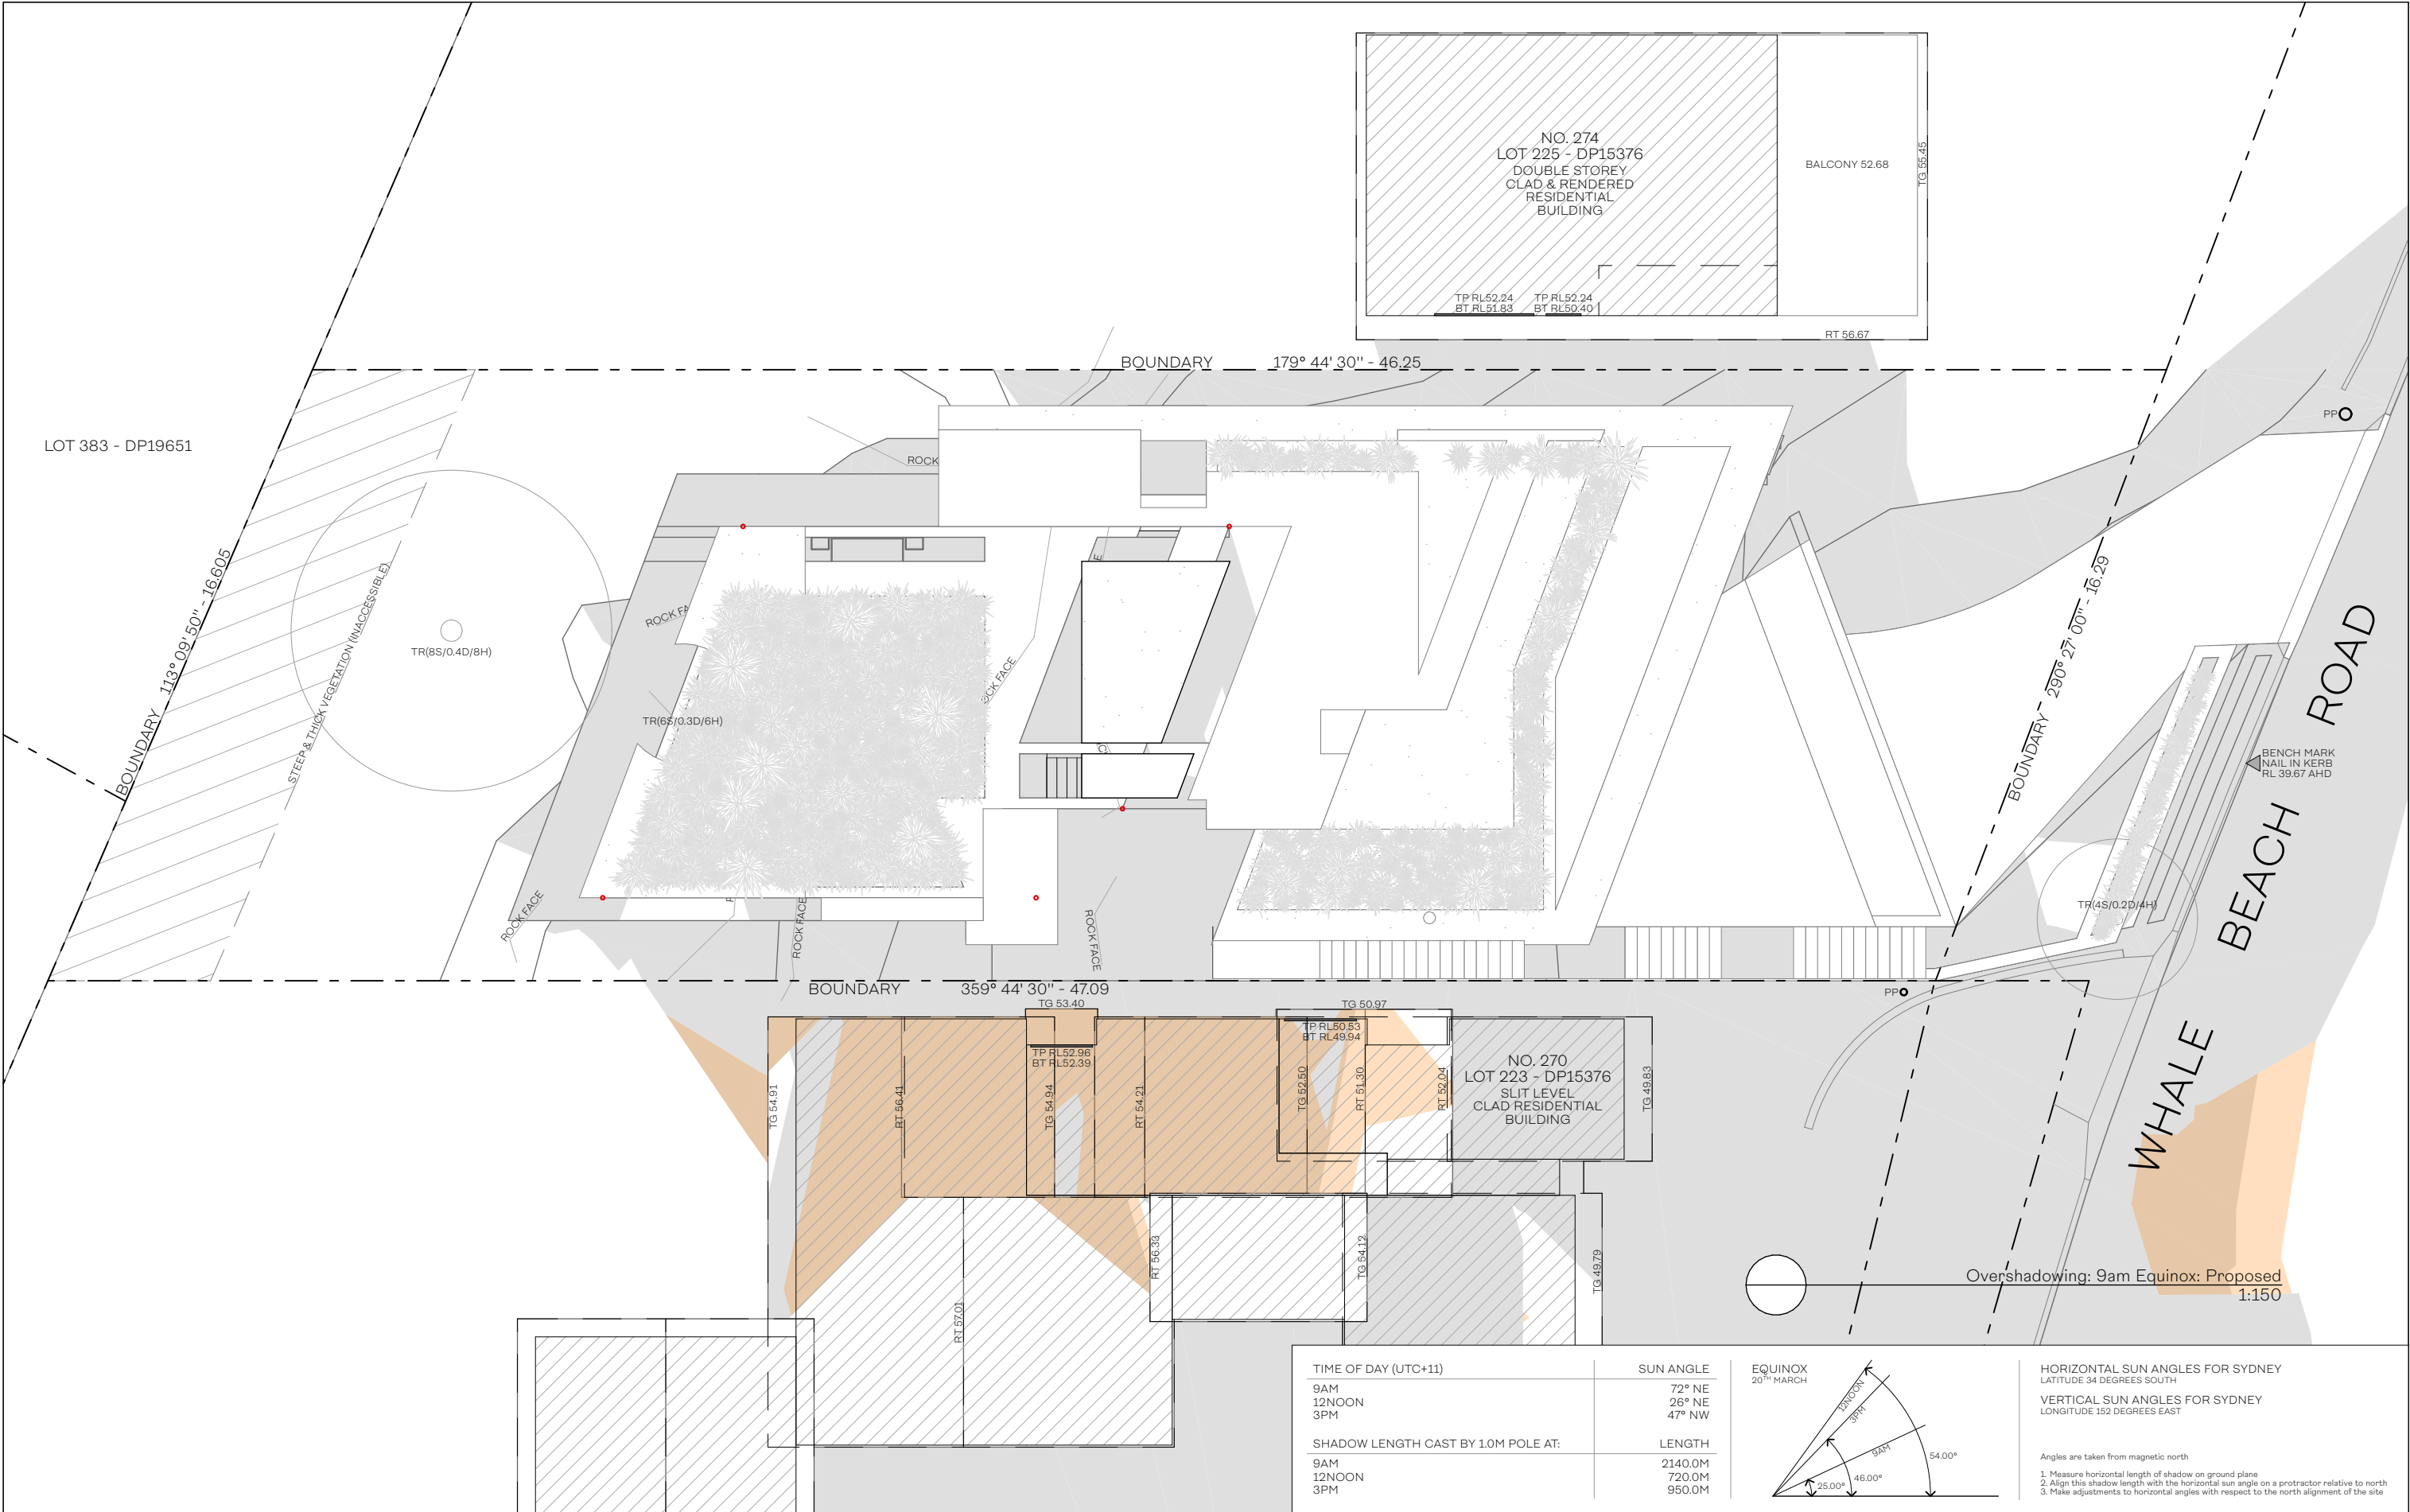 NO. 274
LOT 225 - DP15376
DOUBLE STOREY
CLAD & RENDERED
RESIDENTIAL
BUILDING
BALCONY 52.68
TG 55.45
TP RL52.24
BT RL51.83
TP RL52.24
BT RL50.40
RT 56.67
BOUNDARY 179° 44' 30'' - 46.25
LOT 383 - DP19651
PP
ROCK
BOUNDARY 113° 09' 50'' - 16.605
STEEP & THICK VEGETATION (INACCESSIBLE)
TR(8S/0.4D/8H)
ROCK FA
TR(6S/0.3D/6H)
OCK FACE
E
BOUNDARY 290° 27' 00'' - 16.29
BENCH MARK
NAIL IN KERB
RL 39.67 AHD
WHALE BEACH ROAD
TR(4S/0.2D/4H)
ROCK FACE
ROCK FACE
ROCK FACE
BOUNDARY 359° 44' 30'' - 47.09
PP
TG 53.40
TG 50.97
TP RL50.53
BT RL49.94
TP RL52.96
BT RL52.39
TG 54.91
RT 56.41
TG 54.94
RT 54.21
TG 52.50
RT 51.30
RT 52.04
NO. 270
LOT 223 - DP15376
SLIT LEVEL
CLAD RESIDENTIAL
BUILDING
TG 49.83
RT 56.33
TG 54.12
TG 49.79
RT 57.01
Overshadowing: 9am Equinox: Proposed
1:150
TIME OF DAY (UTC+11) SUN ANGLE
9AM 72° NE
12NOON 26° NE
3PM 47° NW
SHADOW LENGTH CAST BY 1.0M POLE AT: LENGTH
9AM 2140.0M
12NOON 720.0M
3PM 950.0M
EQUINOX
20TH MARCH
12NOON
3PM
9AM
54.00°
46.00°
25.00°
HORIZONTAL SUN ANGLES FOR SYDNEY
LATITUDE 34 DEGREES SOUTH
VERTICAL SUN ANGLES FOR SYDNEY
LONGITUDE 152 DEGREES EAST
Angles are taken from magnetic north
1. Measure horizontal length of shadow on ground plane
2. Align this shadow length with the horizontal sun angle on a protractor relative to north
3. Make adjustments to horizontal angles with respect to the north alignment of the site